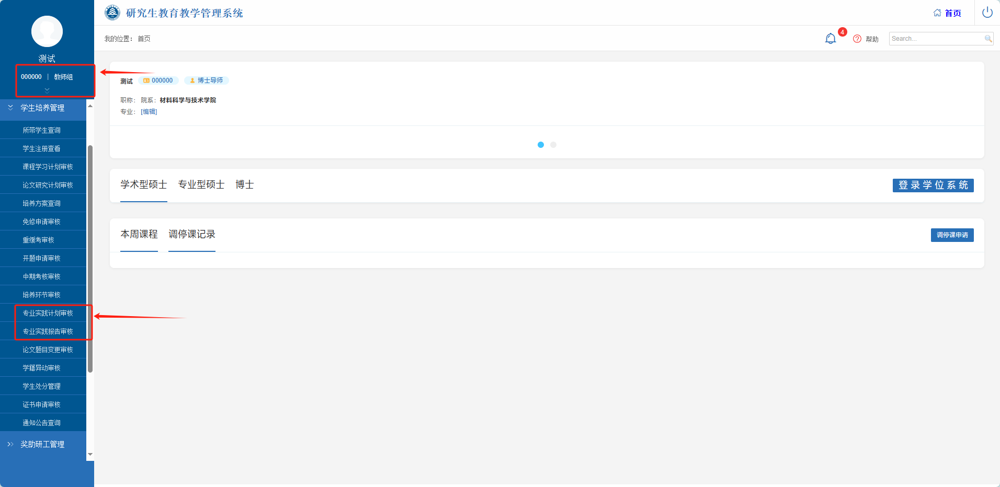 测试
000000 | 教师组
学生培养管理
所带学生查询
学生注册查看
课程学习计划审核
论文研究计划审核
培养方案查询
免修申请审核
重缓考审核
开题申请审核
中期考核审核
培养环节审核
专业实践计划审核
专业实践报告审核
论文题目变更审核
学籍异动审核
学生处分管理
证书申请审核
通知公告查询
奖助研工管理
研究生教育教学管理系统
首页
我的位置： 首页
4
帮助
Search...
测试 000000 博士导师
职称： 院系： 材料科学与技术学院
专业： [编辑]
学术型硕士 专业型硕士 博士
登录学位系统
本周课程 调停课记录
调停课申请